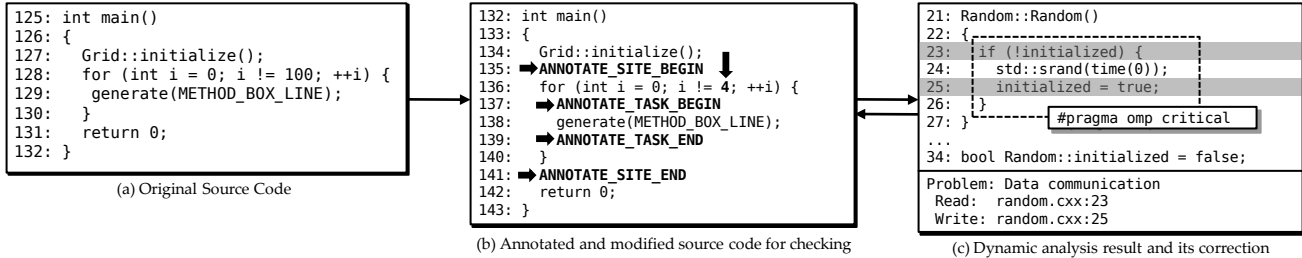 125: int main()
126: {
127:   Grid::initialize();
128:   for (int i = 0; i != 100; ++i) {
129:    generate(METHOD_BOX_LINE);
130:   }
131:   return 0;
132: }
(a) Original Source Code
132: int main()
133: {
134:   Grid::initialize();
135: ANNOTATE_SITE_BEGIN
136:   for (int i = 0; i != 4; ++i) {
137:     ANNOTATE_TASK_BEGIN
138:     generate(METHOD_BOX_LINE);
139:     ANNOTATE_TASK_END
140:   }
141: ANNOTATE_SITE_END
142:   return 0;
143: }
(b) Annotated and modified source code for checking
21: Random::Random()
22: {
23:   if (!initialized) {
24:     std::srand(time(0));
25:     initialized = true;
26:   }
#pragma omp critical
27: }
...
34: bool Random::initialized = false;
Problem: Data communication
Read:  random.cxx:23
Write: random.cxx:25
(c) Dynamic analysis result and its correction